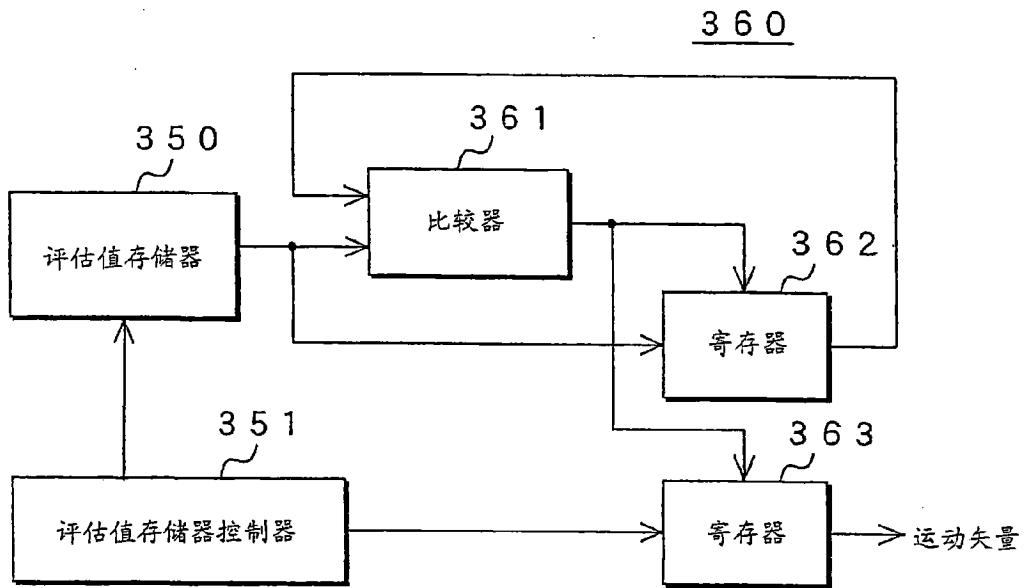 ３６０
３６１
３５０
比较器
评估值存储器
３６２
寄存器
３５１
３６３
评估值存储器控制器
寄存器
运动矢量